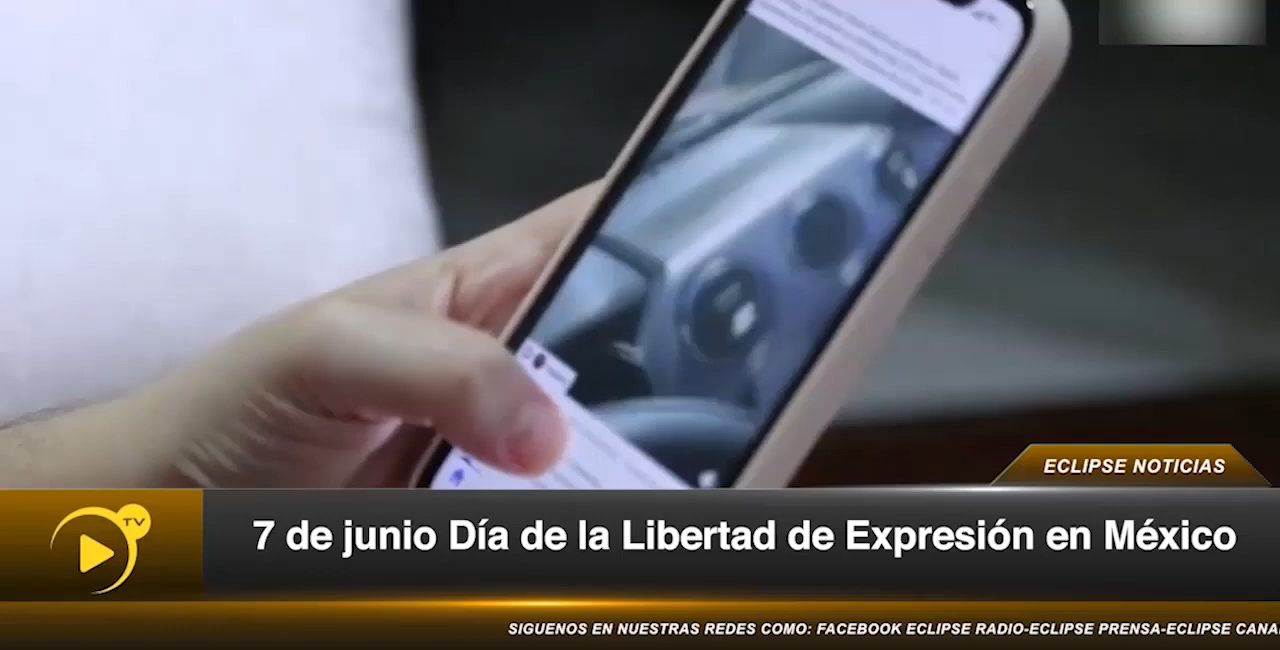 ECLIPSE NOTICIAS
TV
7 de junio Día de la Libertad de Expresión en México
SIGUENOS EN NUESTRAS REDES COMO: FACEBOOK ECLIPSE RADIO-ECLIPSE PRENSA-ECLIPSE CANA